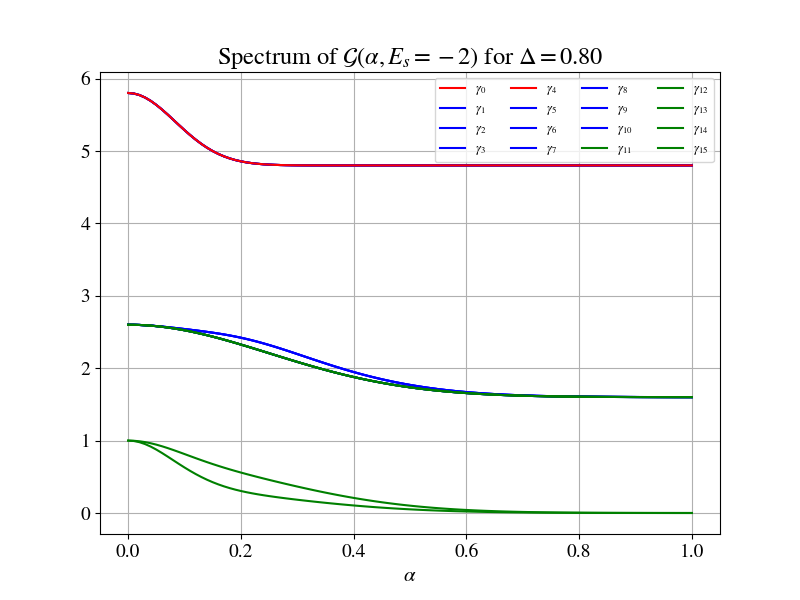 Spectrum of 𝒢(α, E_s = −2) for Δ = 0.80
6
5
4
3
2
1
0
γ₀ γ₄ γ₈ γ₁₂
γ₁ γ₅ γ₉ γ₁₃
γ₂ γ₆ γ₁₀ γ₁₄
γ₃ γ₇ γ₁₁ γ₁₅
0.0 0.2 0.4 0.6 0.8 1.0
α